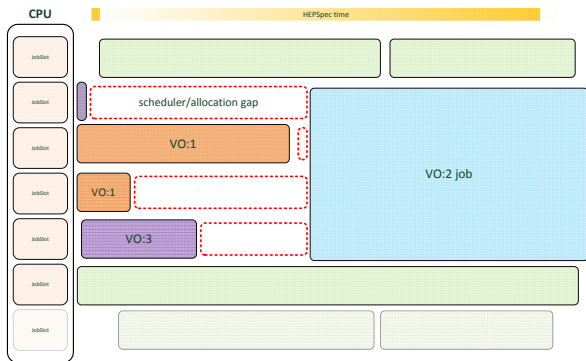 CPU
HEPSpec time
JobSlot
JobSlot
scheduler/allocation gap
JobSlot
VO:1
VO:2 job
JobSlot
VO:1
JobSlot
VO:3
JobSlot
JobSlot